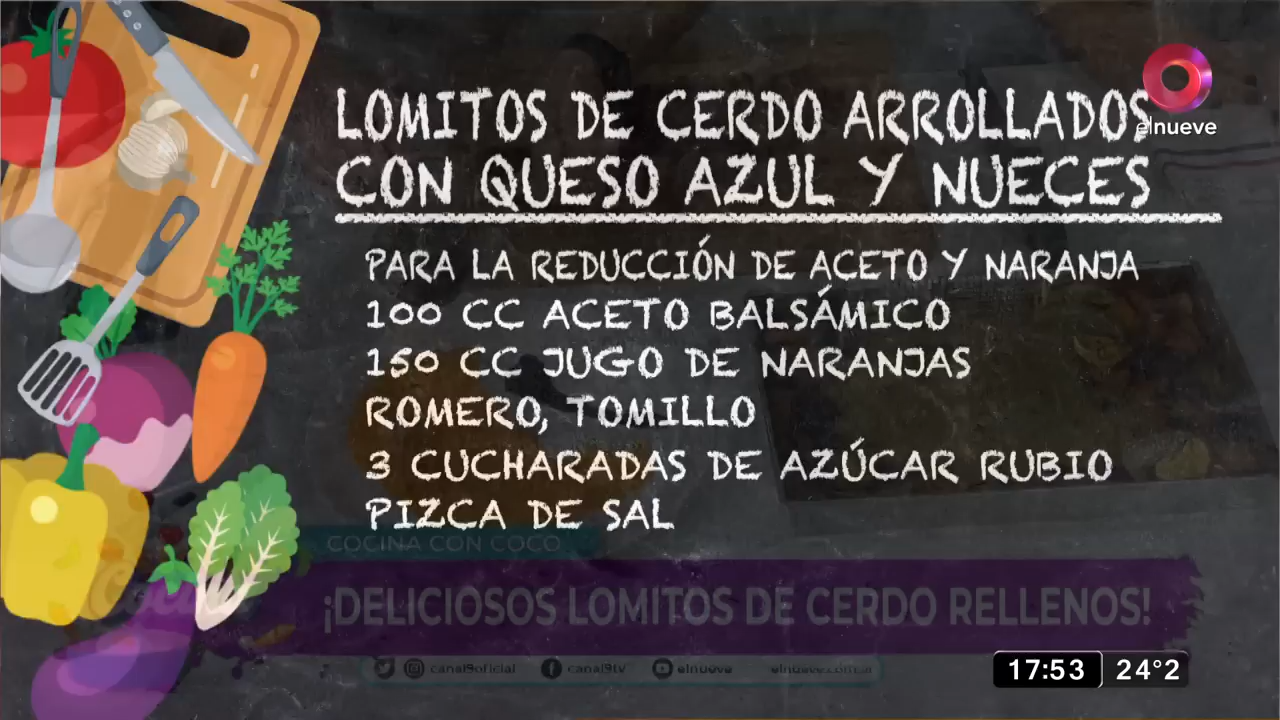 LOMITOS DE CERDO ARROLLADOS
CON QUESO AZUL Y NUECES
elnueve
PARA LA REDUCCIÓN DE ACETO Y NARANJA
100 CC ACETO BALSÁMICO
150 CC JUGO DE NARANJAS
ROMERO, TOMILLO
3 CUCHARADAS DE AZÚCAR RUBIO
PIZCA DE SAL
COCINA CON COCO
¡DELICIOSOS LOMITOS DE CERDO RELLENOS!
canal9oficial canal9tv elnueve elnueve.com.ar
17:53 24°2